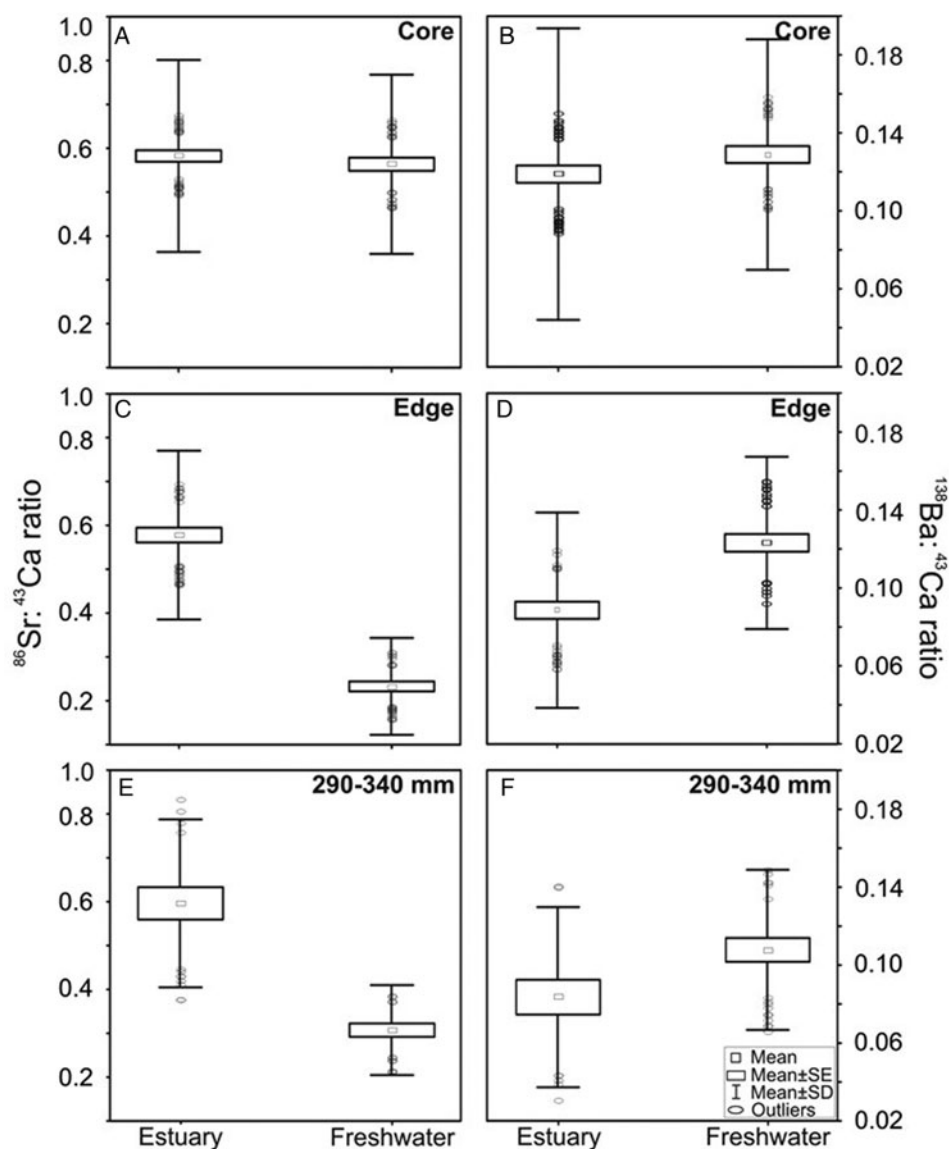 A
Core
1.0
0.8
0.6
0.4
0.2
B
Core
0.18
0.14
0.10
0.06
0.02
C
Edge
1.0
0.8
0.6
0.4
0.2
D
Edge
0.18
0.14
0.10
0.06
0.02
⁸⁶Sr: ⁴³Ca ratio
¹³⁸Ba: ⁴³Ca ratio
E
290-340 mm
1.0
0.8
0.6
0.4
0.2
F
290-340 mm
0.18
0.14
0.10
0.06
0.02
Mean
Mean±SE
Mean±SD
Outliers
Estuary
Freshwater
Estuary
Freshwater